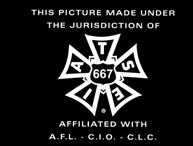 THIS PICTURE MADE UNDER
THE JURISDICTION OF
I A T S E
667
®
AFFILIATED WITH
A.F.L. - C.I.O. - C.L.C.